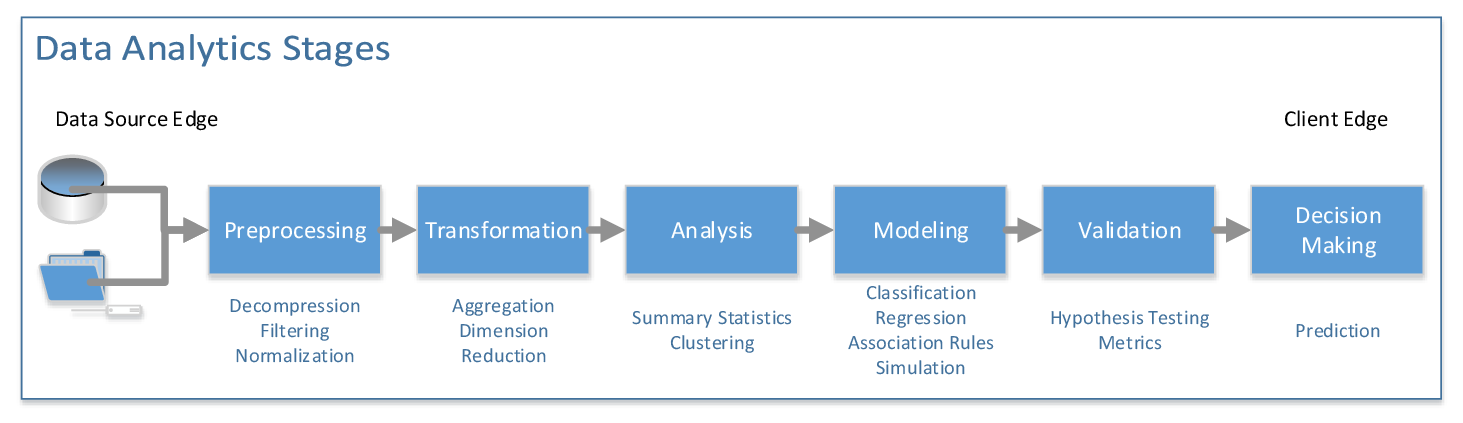 Data Analytics Stages
Data Source Edge
Client Edge
Preprocessing
Transformation
Analysis
Modeling
Validation
Decision
Making
Decompression
Filtering
Normalization
Aggregation
Dimension
Reduction
Summary Statistics
Clustering
Classification
Regression
Association Rules
Simulation
Hypothesis Testing
Metrics
Prediction